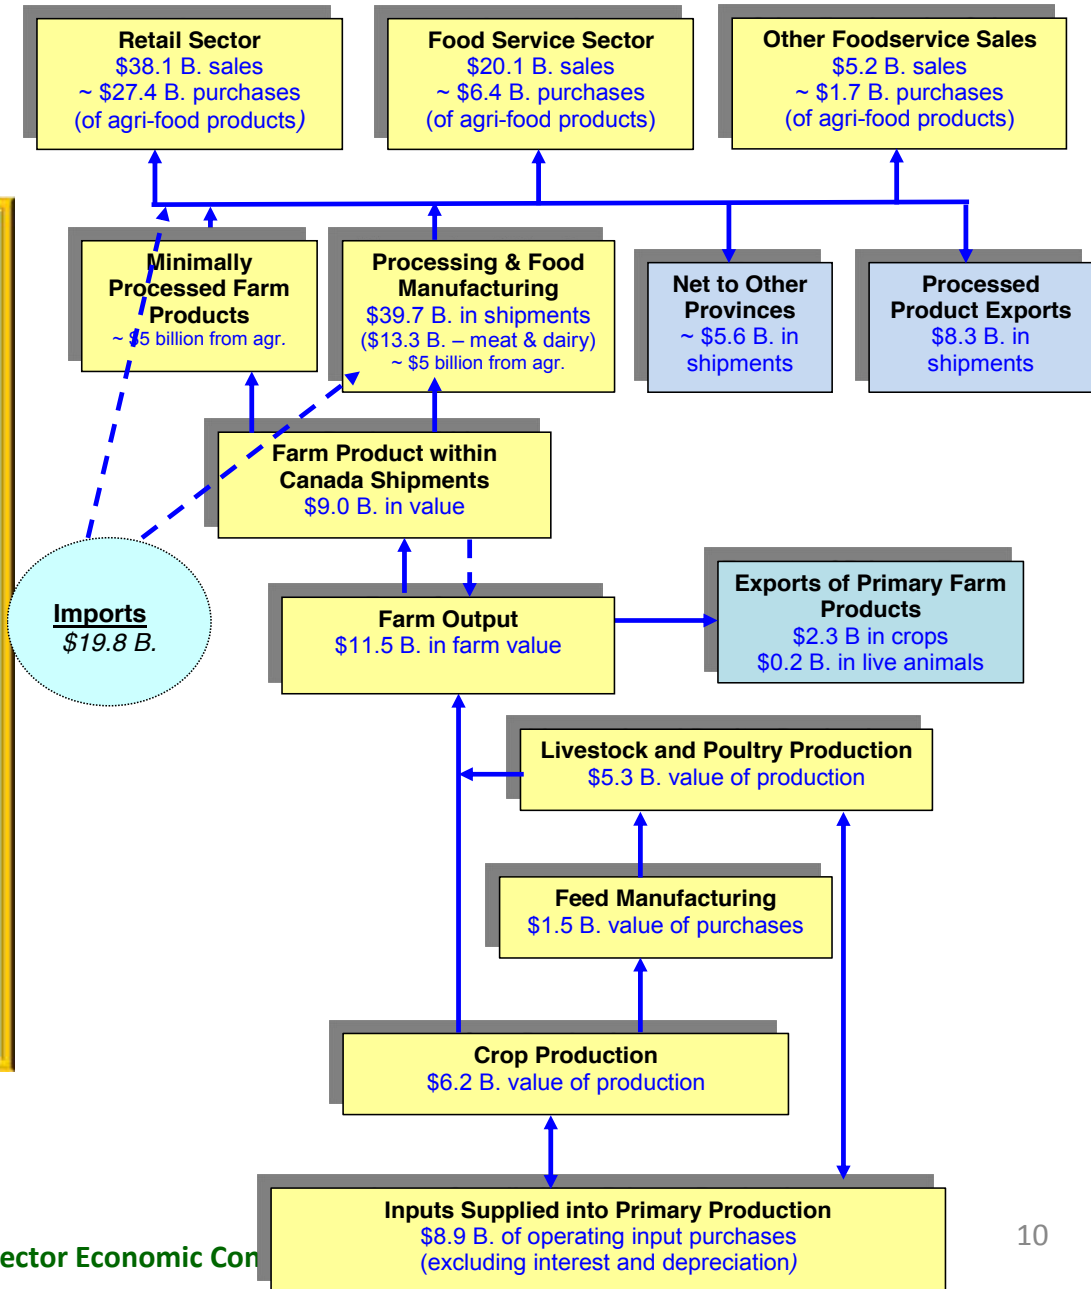 Retail Sector
$38.1 B. sales
~ $27.4 B. purchases
(of agri-food products)
Food Service Sector
$20.1 B. sales
~ $6.4 B. purchases
(of agri-food products)
Other Foodservice Sales
$5.2 B. sales
~ $1.7 B. purchases
(of agri-food products)
Minimally
Processed Farm
Products
~ $5 billion from agr.
Processing & Food
Manufacturing
$39.7 B. in shipments
($13.3 B. – meat & dairy)
~ $5 billion from agr.
Net to Other
Provinces
~ $5.6 B. in
shipments
Processed
Product Exports
$8.3 B. in
shipments
Farm Product within
Canada Shipments
$9.0 B. in value
Imports
$19.8 B.
Farm Output
$11.5 B. in farm value
Exports of Primary Farm
Products
$2.3 B in crops
$0.2 B. in live animals
Livestock and Poultry Production
$5.3 B. value of production
Feed Manufacturing
$1.5 B. value of purchases
Crop Production
$6.2 B. value of production
Inputs Supplied into Primary Production
$8.9 B. of operating input purchases
(excluding interest and depreciation)
ector Economic Con
10